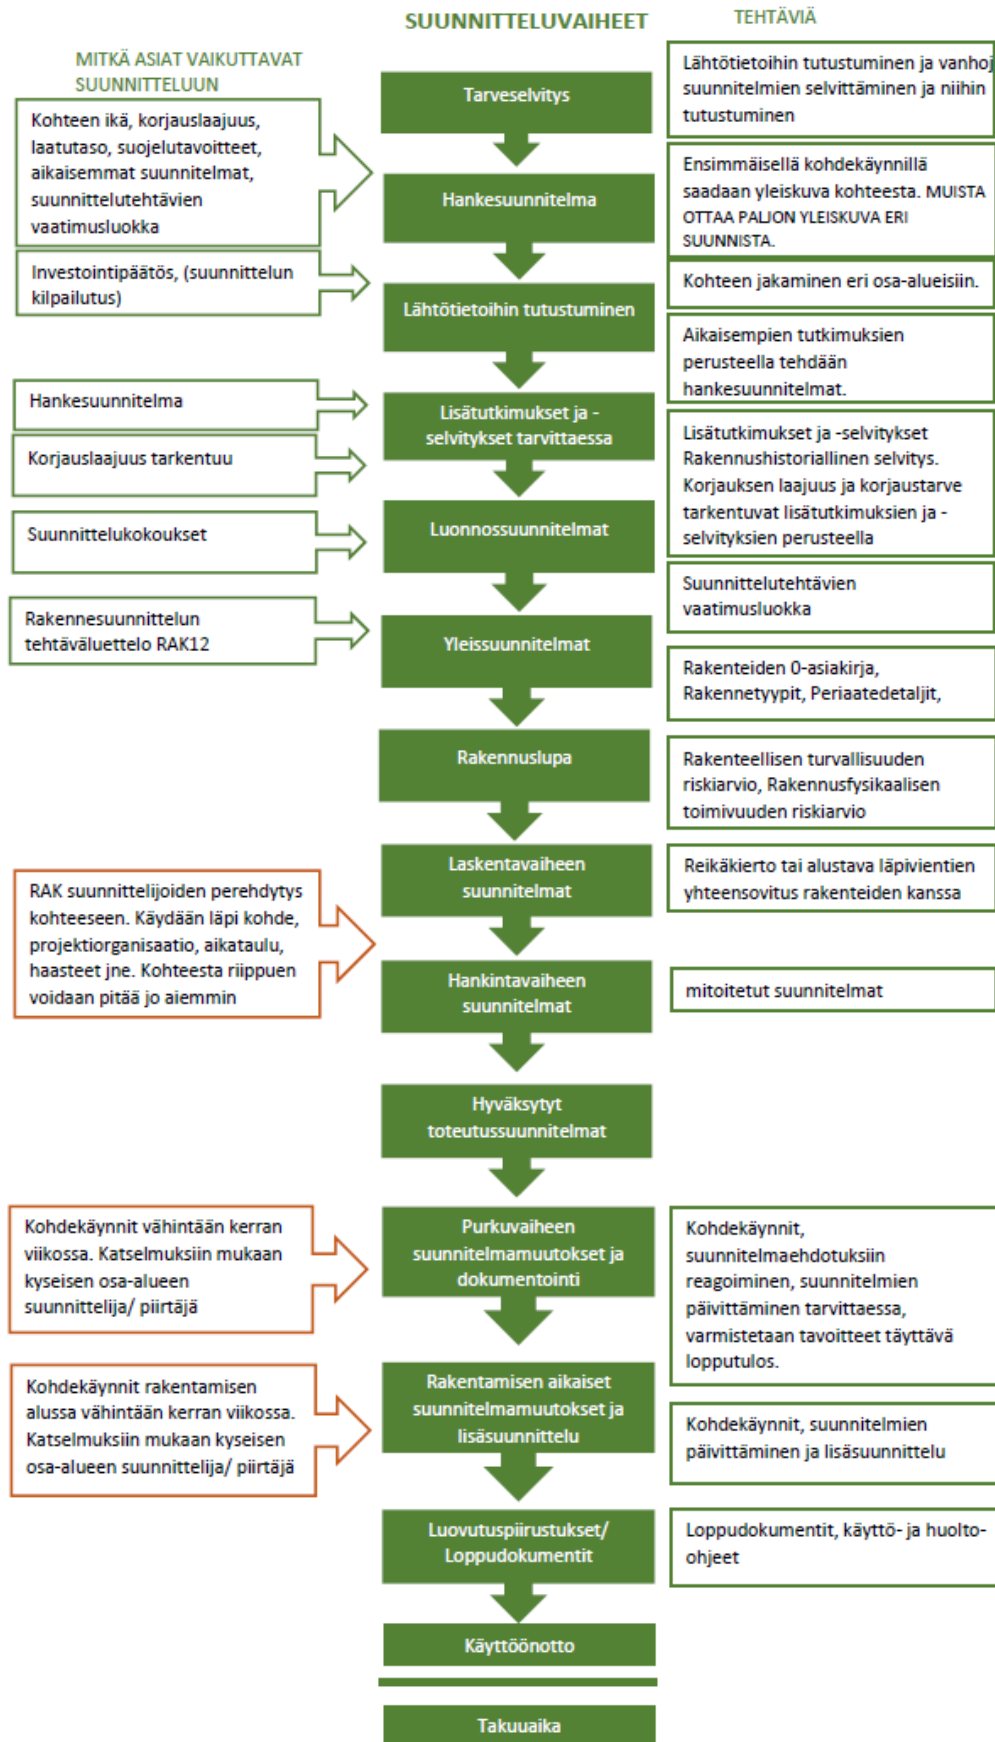 SUUNNITTELUVAIHEET
TEHTÄVIÄ
MITKÄ ASIAT VAIKUTTAVAT
SUUNNITTELUUN
Kohteen ikä, korjauslaajuus,
laatutaso, suojelutavoitteet,
aikaisemmat suunnitelmat,
suunnittelutehtävien
vaatimusluokka
Investointipäätös, (suunnittelun
kilpailutus)
Hankesuunnitelma
Korjauslaajuus tarkentuu
Suunnittelukokoukset
Rakennesuunnittelun
tehtäväluettelo RAK12
RAK suunnittelijoiden perehdytys
kohteeseen. Käydään läpi kohde,
projektiorganisaatio, aikataulu,
haasteet jne. Kohteesta riippuen
voidaan pitää jo aiemmin
Kohdekäynnit vähintään kerran
viikossa. Katselmuksiin mukaan
kyseisen osa-alueen
suunnittelija/ piirtäjä
Kohdekäynnit rakentamisen
alussa vähintään kerran viikossa.
Katselmuksiin mukaan kyseisen
osa-alueen suunnittelija/ piirtäjä
Tarveselvitys
Hankesuunnitelma
Lähtötietoihin tutustuminen
Lisätutkimukset ja -
selvitykset tarvittaessa
Luonnossuunnitelmat
Yleissuunnitelmat
Rakennuslupa
Laskentavaiheen
suunnitelmat
Hankintavaiheen
suunnitelmat
Hyväksytyt
toteutussuunnitelmat
Purkuvaiheen
suunnitelmamuutokset ja
dokumentointi
Rakentamisen aikaiset
suunnitelmamuutokset ja
lisäsuunnittelu
Luovutuspiirustukset/
Loppudokumentit
Käyttöönotto
Takuuaika
Lähtötietoihin tutustuminen ja vanhoj
suunnitelmien selvittäminen ja niihin
tutustuminen
Ensimmäisellä kohdekäynnillä
saadaan yleiskuva kohteesta. MUISTA
OTTAA PALJON YLEISKUVA ERI
SUUNNISTA.
Kohteen jakaminen eri osa-alueisiin.
Aikaisempien tutkimuksien
perusteella tehdään
hankesuunnitelmat.
Lisätutkimukset ja -selvitykset
Rakennushistoriallinen selvitys.
Korjauksen laajuus ja korjaustarve
tarkentuvat lisätutkimuksien ja -
selvityksien perusteella
Suunnittelutehtävien
vaatimusluokka
Rakenteiden 0-asiakirja,
Rakennetyypit, Periaatedetaljit,
Rakenteellisen turvallisuuden
riskiarvio, Rakennusfysikaalisen
toimivuuden riskiarvio
Reikäkierto tai alustava läpivientien
yhteensovitus rakenteiden kanssa
mitoitetut suunnitelmat
Kohdekäynnit,
suunnitelmaehdotuksiin
reagoiminen, suunnitelmien
päivittäminen tarvittaessa,
varmistetaan tavoitteet täyttävä
lopputulos.
Kohdekäynnit, suunnitelmien
päivittäminen ja lisäsuunnittelu
Loppudokumentit, käyttö- ja huolto-
ohjeet